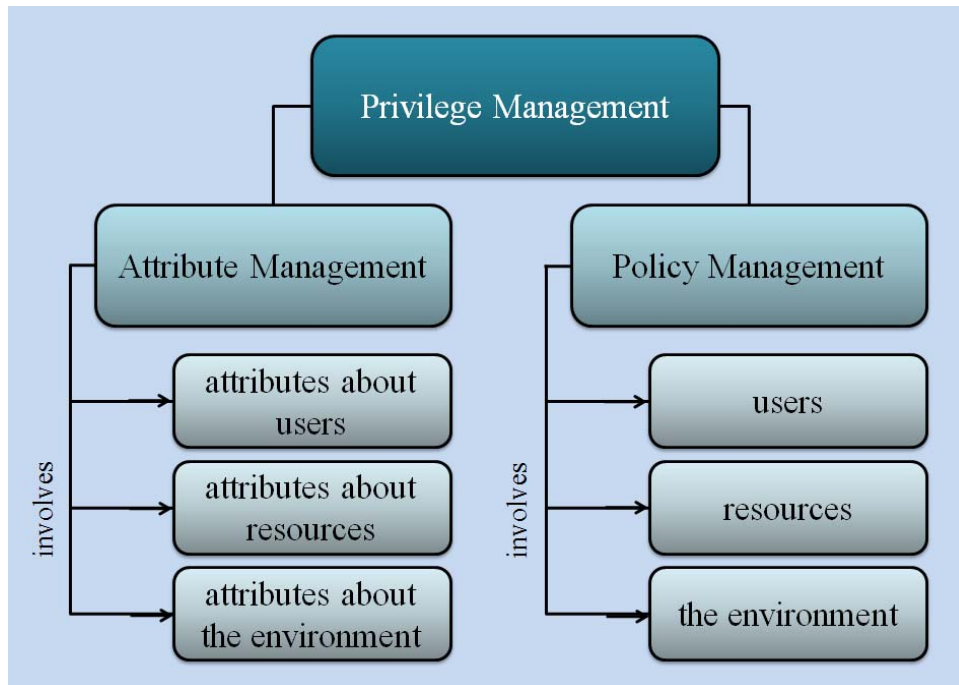 Privilege Management
Attribute Management
Policy Management
involves
attributes about
users
attributes about
resources
attributes about
the environment
involves
users
resources
the environment